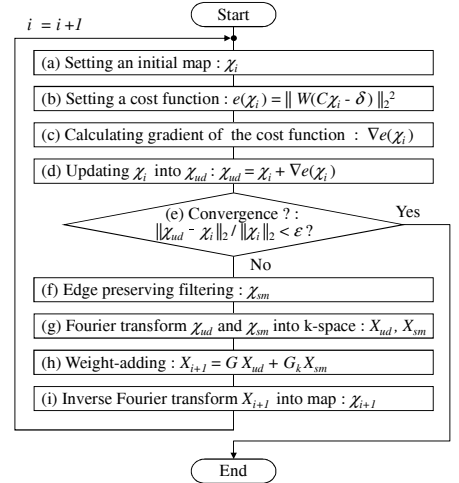 Start
i = i+1
(a) Setting an initial map : χi
(b) Setting a cost function : e(χi) = || W(Cχi - δ) ||2²
(c) Calculating gradient of the cost function : ∇e(χi)
(d) Updating χi into χud : χud = χi + ∇e(χi)
(e) Convergence ? :
||χud - χi||2 / ||χi||2 < ε ?
Yes
No
(f) Edge preserving filtering : χsm
(g) Fourier transform χud and χsm into k-space : Xud, Xsm
(h) Weight-adding : Xi+1 = G Xud + Gk Xsm
(i) Inverse Fourier transform Xi+1 into map : χi+1
End